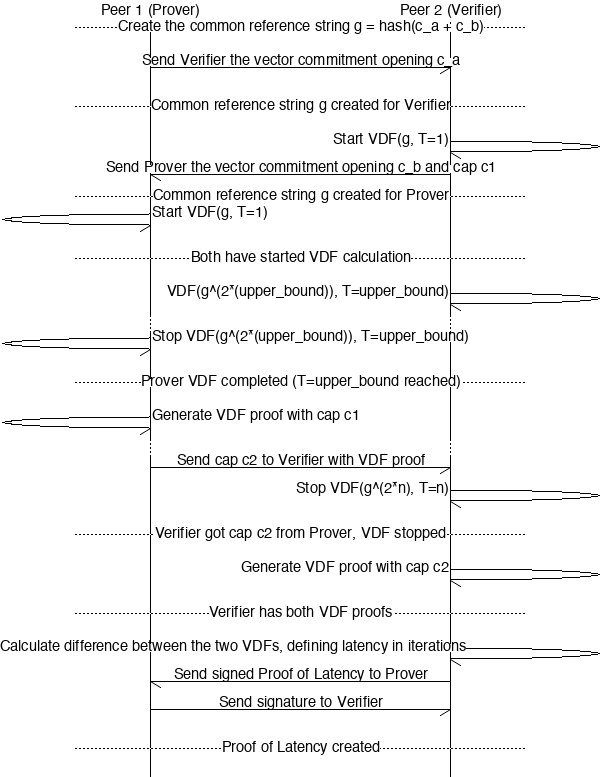 Peer 1 (Prover) Peer 2 (Verifier)
Create the common reference string g = hash(c_a + c_b)
Send Verifier the vector commitment opening c_a
Common reference string g created for Verifier
Start VDF(g, T=1)
Send Prover the vector commitment opening c_b and cap c1
Common reference string g created for Prover
Start VDF(g, T=1)
Both have started VDF calculation
VDF(g^(2*(upper_bound)), T=upper_bound)
Stop VDF(g^(2*(upper_bound)), T=upper_bound)
Prover VDF completed (T=upper_bound reached)
Generate VDF proof with cap c1
Send cap c2 to Verifier with VDF proof
Stop VDF(g^(2*n), T=n)
Verifier got cap c2 from Prover, VDF stopped
Generate VDF proof with cap c2
Verifier has both VDF proofs
Calculate difference between the two VDFs, defining latency in iterations
Send signed Proof of Latency to Prover
Send signature to Verifier
Proof of Latency created